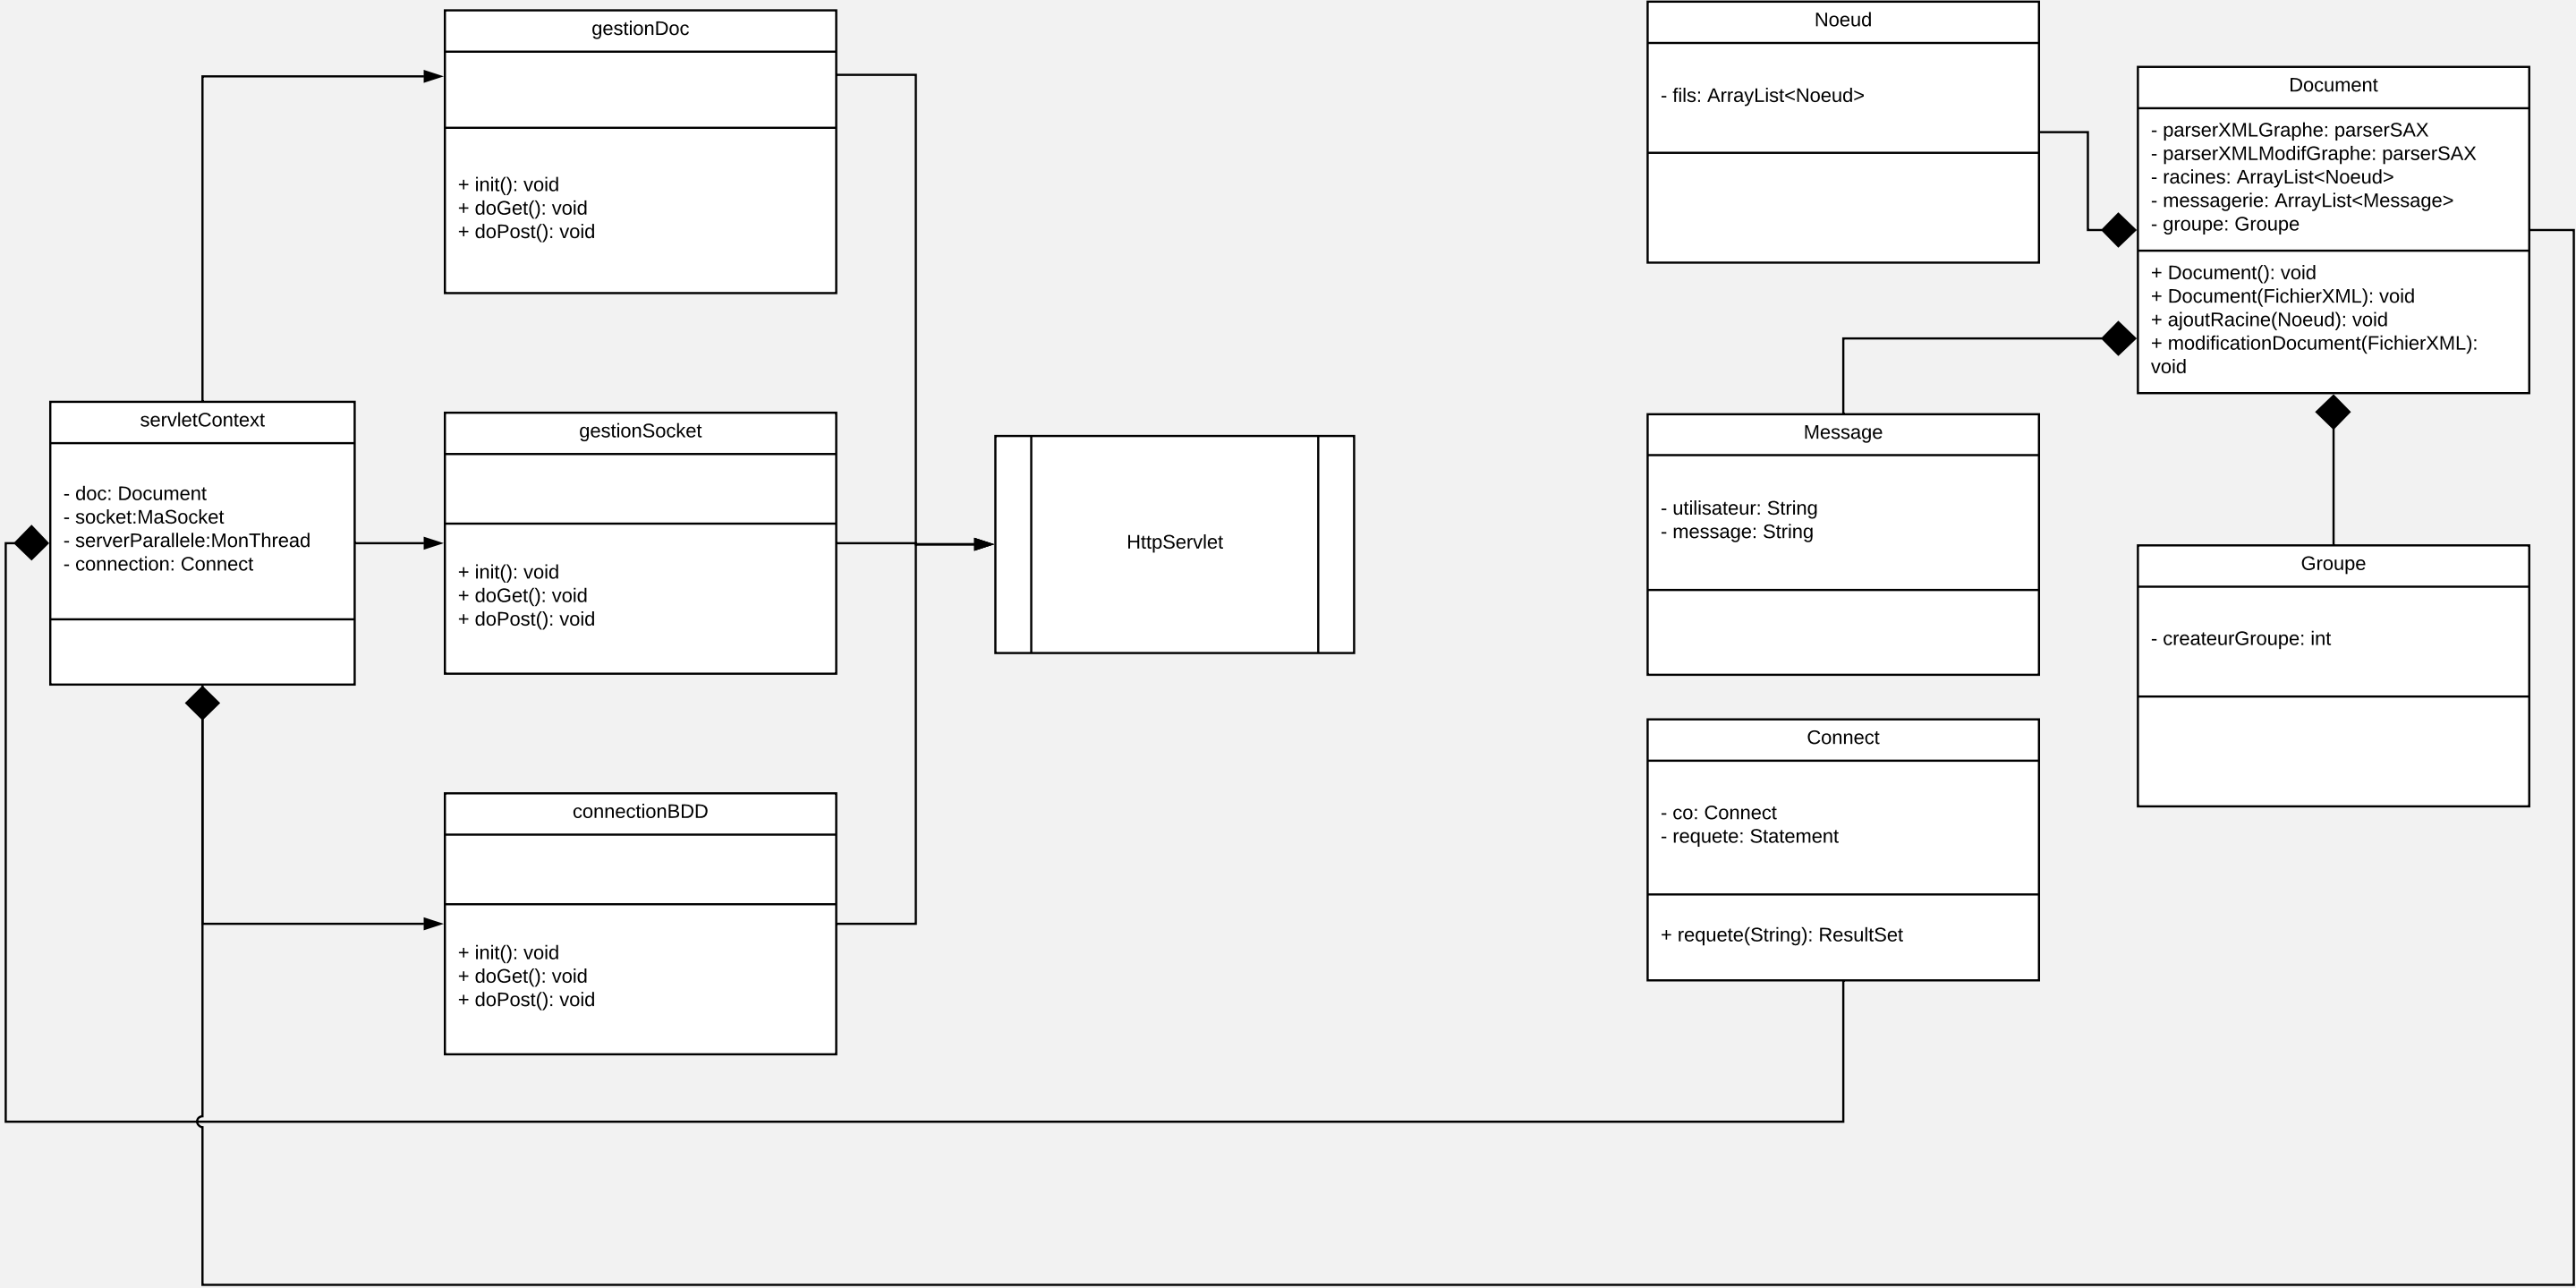 gestionDoc
+ init(): void
+ doGet(): void
+ doPost(): void
servletContext
- doc: Document
- socket:MaSocket
- serverParallele:MonThread
- connection: Connect
gestionSocket
+ init(): void
+ doGet(): void
+ doPost(): void
connectionBDD
+ init(): void
+ doGet(): void
+ doPost(): void
HttpServlet
Noeud
- fils: ArrayList<Noeud>
Document
- parserXMLGraphe: parserSAX
- parserXMLModifGraphe: parserSAX
- racines: ArrayList<Noeud>
- messagerie: ArrayList<Message>
- groupe: Groupe
+ Document(): void
+ Document(FichierXML): void
+ ajoutRacine(Noeud): void
+ modificationDocument(FichierXML):
void
Message
- utilisateur: String
- message: String
Groupe
- createurGroupe: int
Connect
- co: Connect
- requete: Statement
+ requete(String): ResultSet